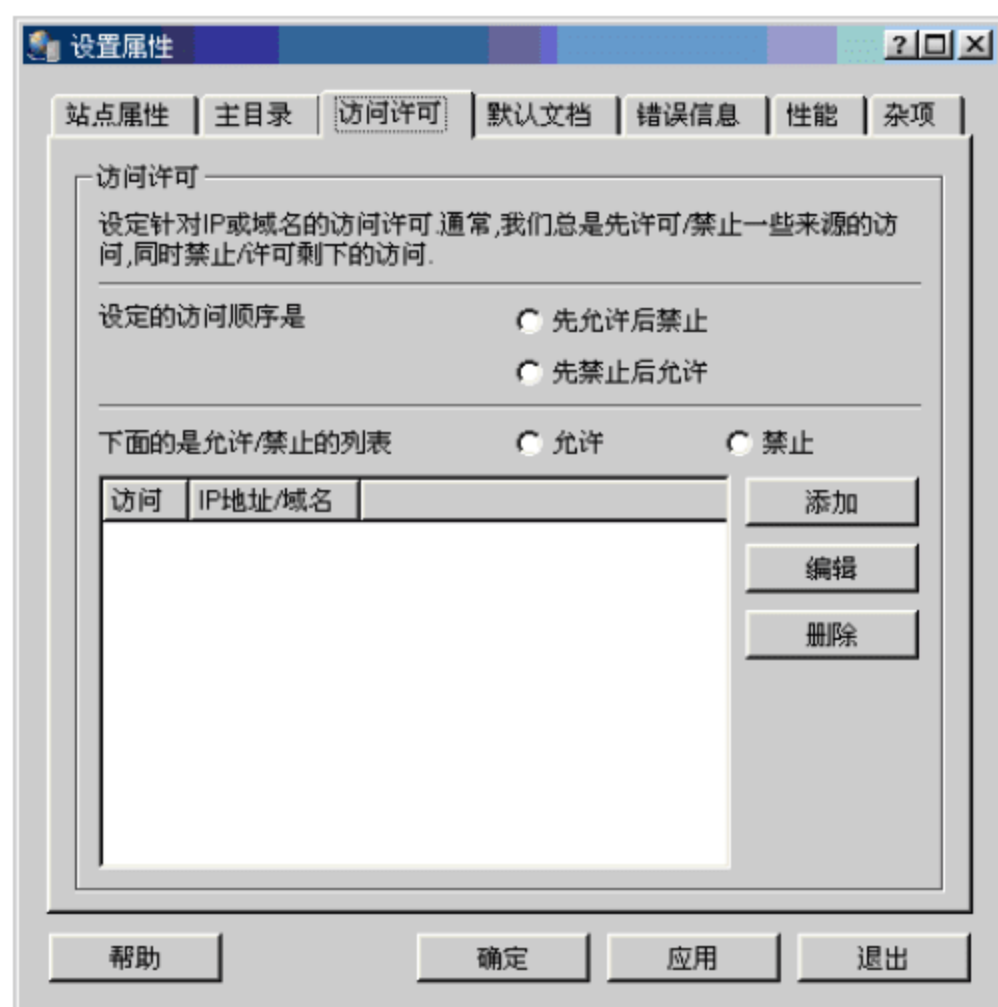 设置属性
站点属性 主目录 访问许可 默认文档 错误信息 性能 杂项
访问许可
设定针对IP或域名的访问许可.通常,我们总是先许可/禁止一些来源的访
问,同时禁止/许可剩下的访问.
设定的访问顺序是 先允许后禁止
先禁止后允许
下面的是允许/禁止的列表 允许 禁止
访问 IP地址/域名 添加
编辑
删除
帮助 确定 应用 退出